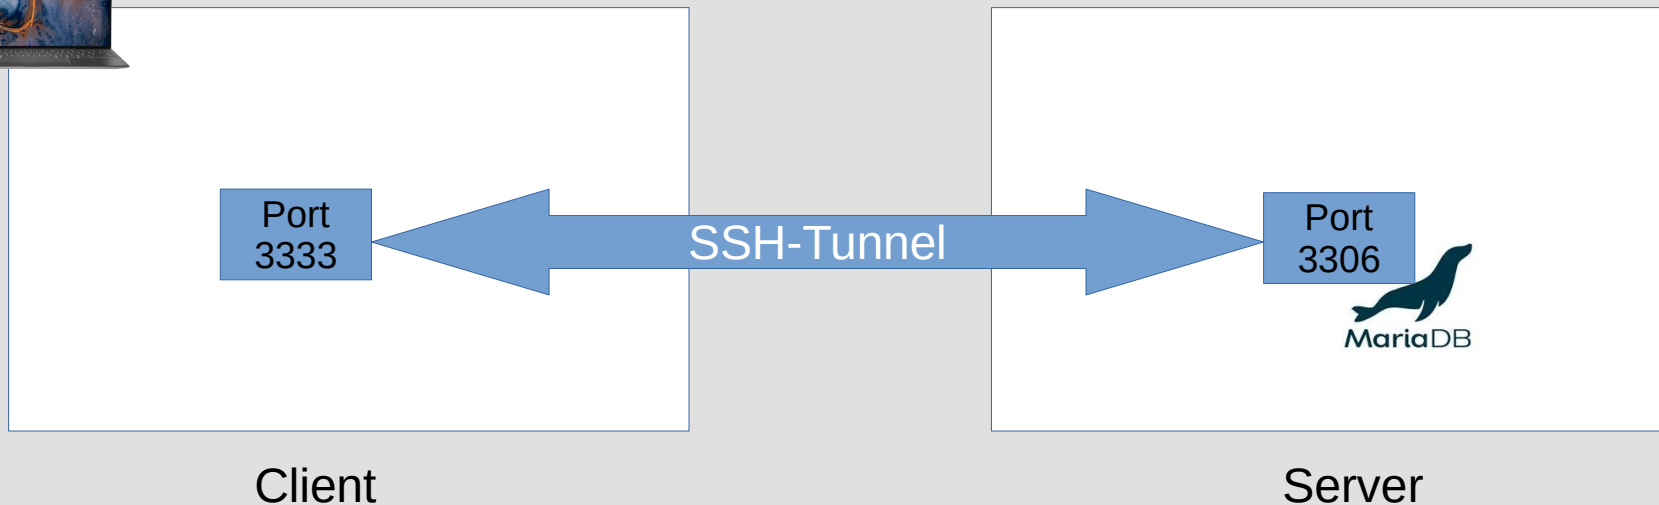 Port
3333
SSH-Tunnel
Port
3306
MariaDB
Client
Server